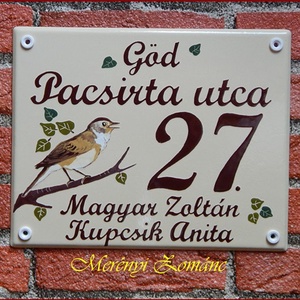 Göd
Pacsirta utca
27.
Magyar Zoltán
Kupcsik Anita
Merényi Zománc